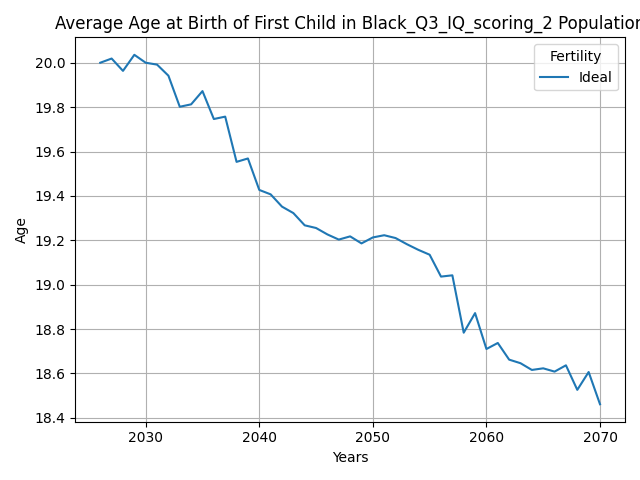 Average Age at Birth of First Child in Black_Q3_IQ_scoring_2 Population
Fertility
Ideal
20.0
19.8
19.6
19.4
19.2
19.0
18.8
18.6
18.4
Age
2030 2040 2050 2060 2070
Years